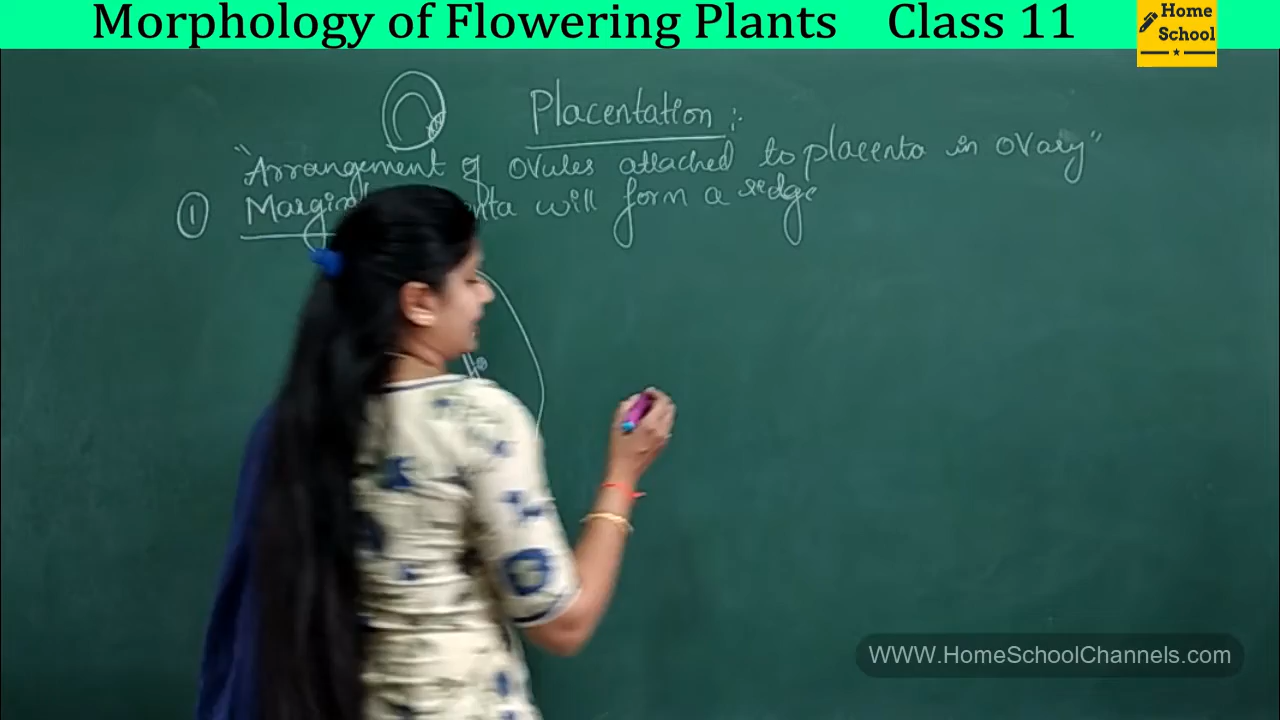 Morphology of Flowering Plants Class 11
Home
School
Placentation :-
"Arrangement of ovules attached to placenta in ovary"
① will form a ridge
WWW.HomeSchoolChannels.com